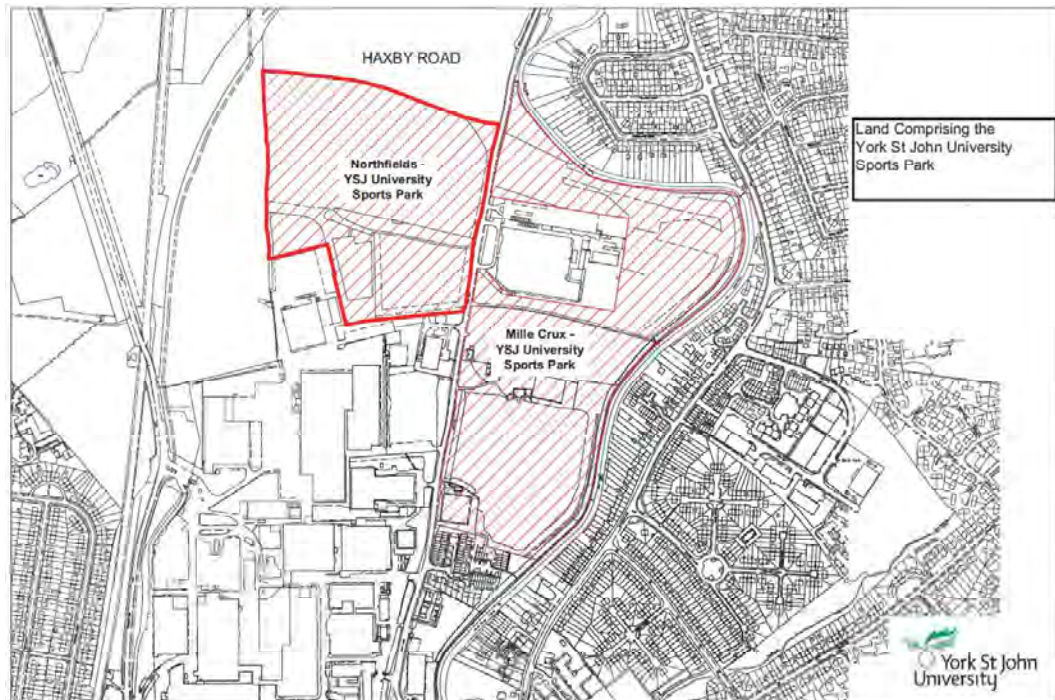 HAXBY ROAD
Land Comprising the
York St John University
Sports Park
Northfields -
YSJ University
Sports Park
Mille Crux -
YSJ University
Sports Park
York St John
University